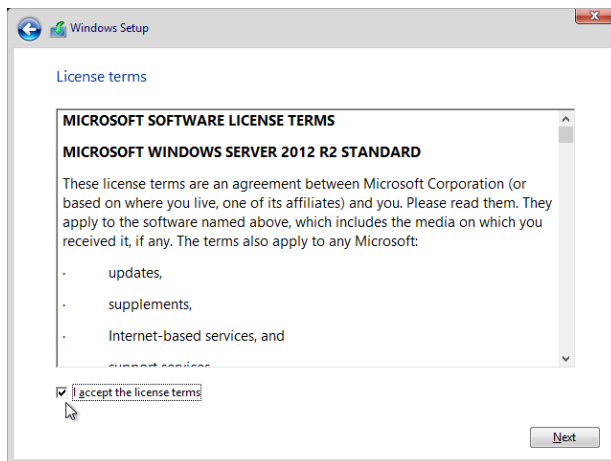 Windows Setup
License terms
MICROSOFT SOFTWARE LICENSE TERMS
MICROSOFT WINDOWS SERVER 2012 R2 STANDARD
These license terms are an agreement between Microsoft Corporation (or
based on where you live, one of its affiliates) and you. Please read them. They
apply to the software named above, which includes the media on which you
received it, if any. The terms also apply to any Microsoft:
· updates,
· supplements,
· Internet-based services, and
· support services
I accept the license terms
Next